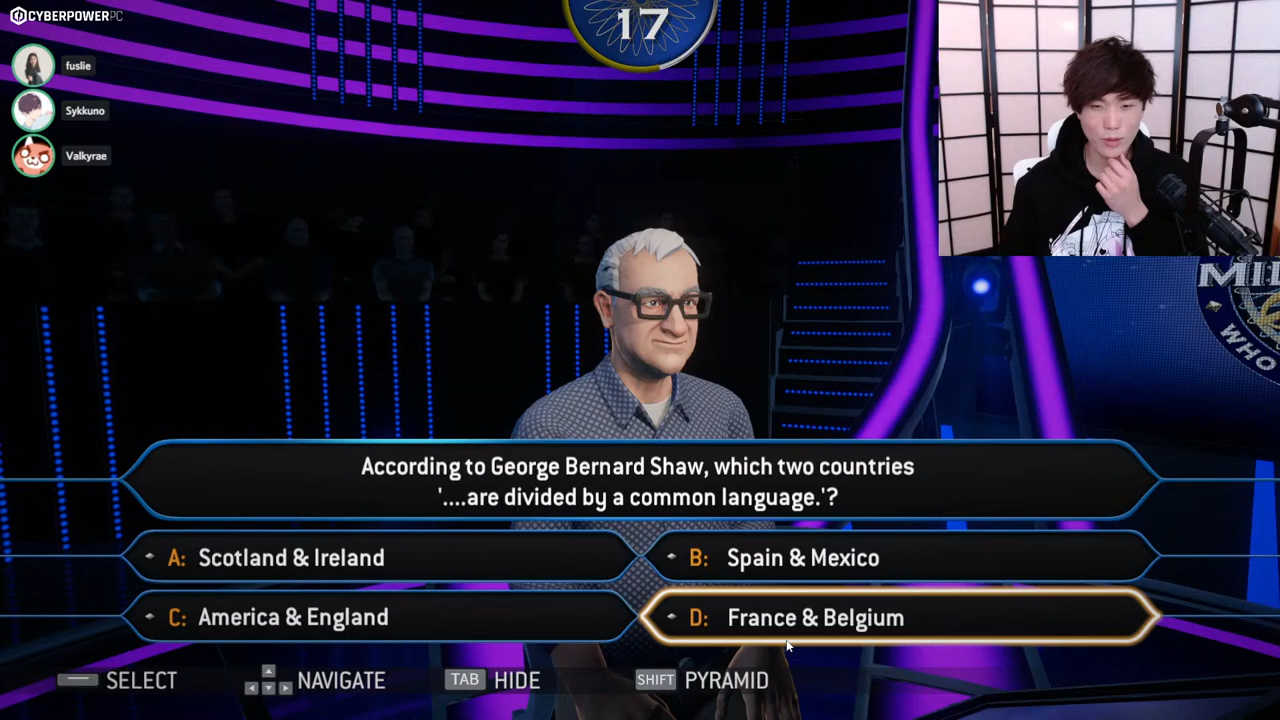 CYBERPOWERPC
17
fuslie
Sykkuno
Valkyrae
WHO
According to George Bernard Shaw, which two countries
'....are divided by a common language.'?
A: Scotland & Ireland
B: Spain & Mexico
C: America & England
D: France & Belgium
SELECT
NAVIGATE
TAB HIDE
SHIFT PYRAMID